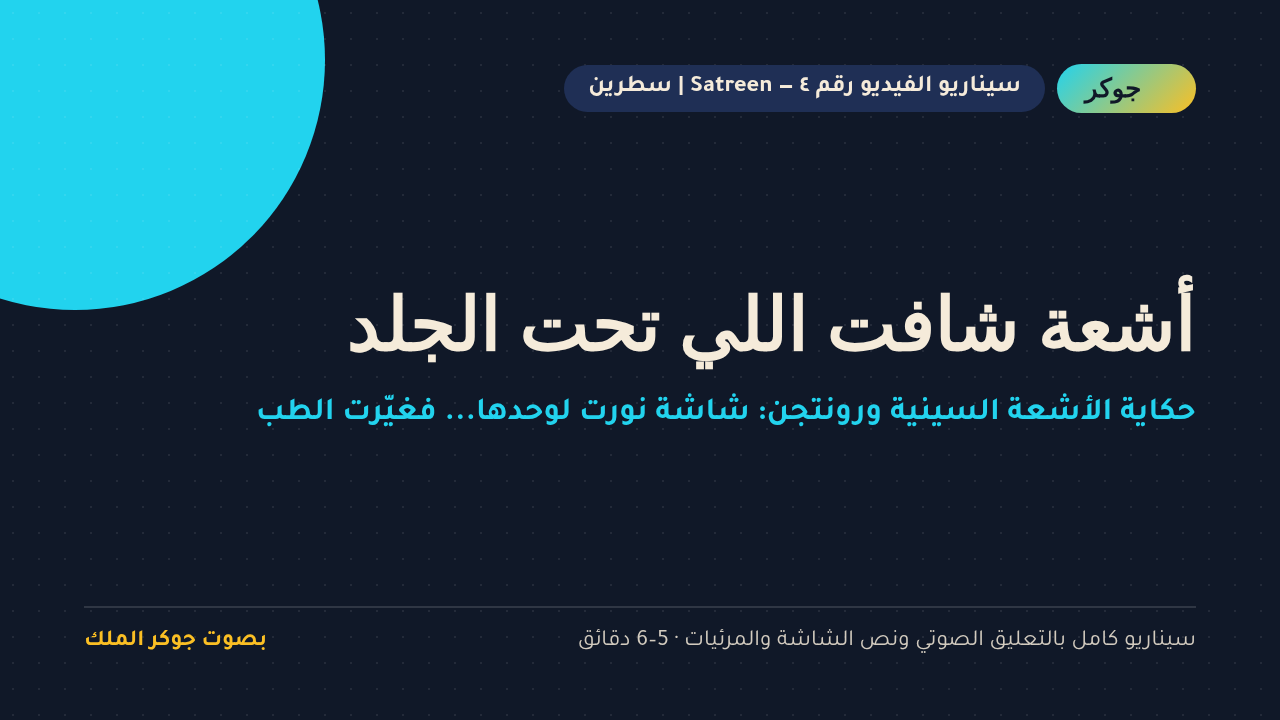 جوكر
سيناريو الفيديو رقم ٤ – Satreen | سطرين
أشعة شافت اللي تحت الجلد
حكاية الأشعة السينية ورونتجن: شاشة نورت لوحدها... فغيّرت الطب
سيناريو كامل بالتعليق الصوتي ونص الشاشة والمرئيات · 5–6 دقائق
بصوت جوكر الملك